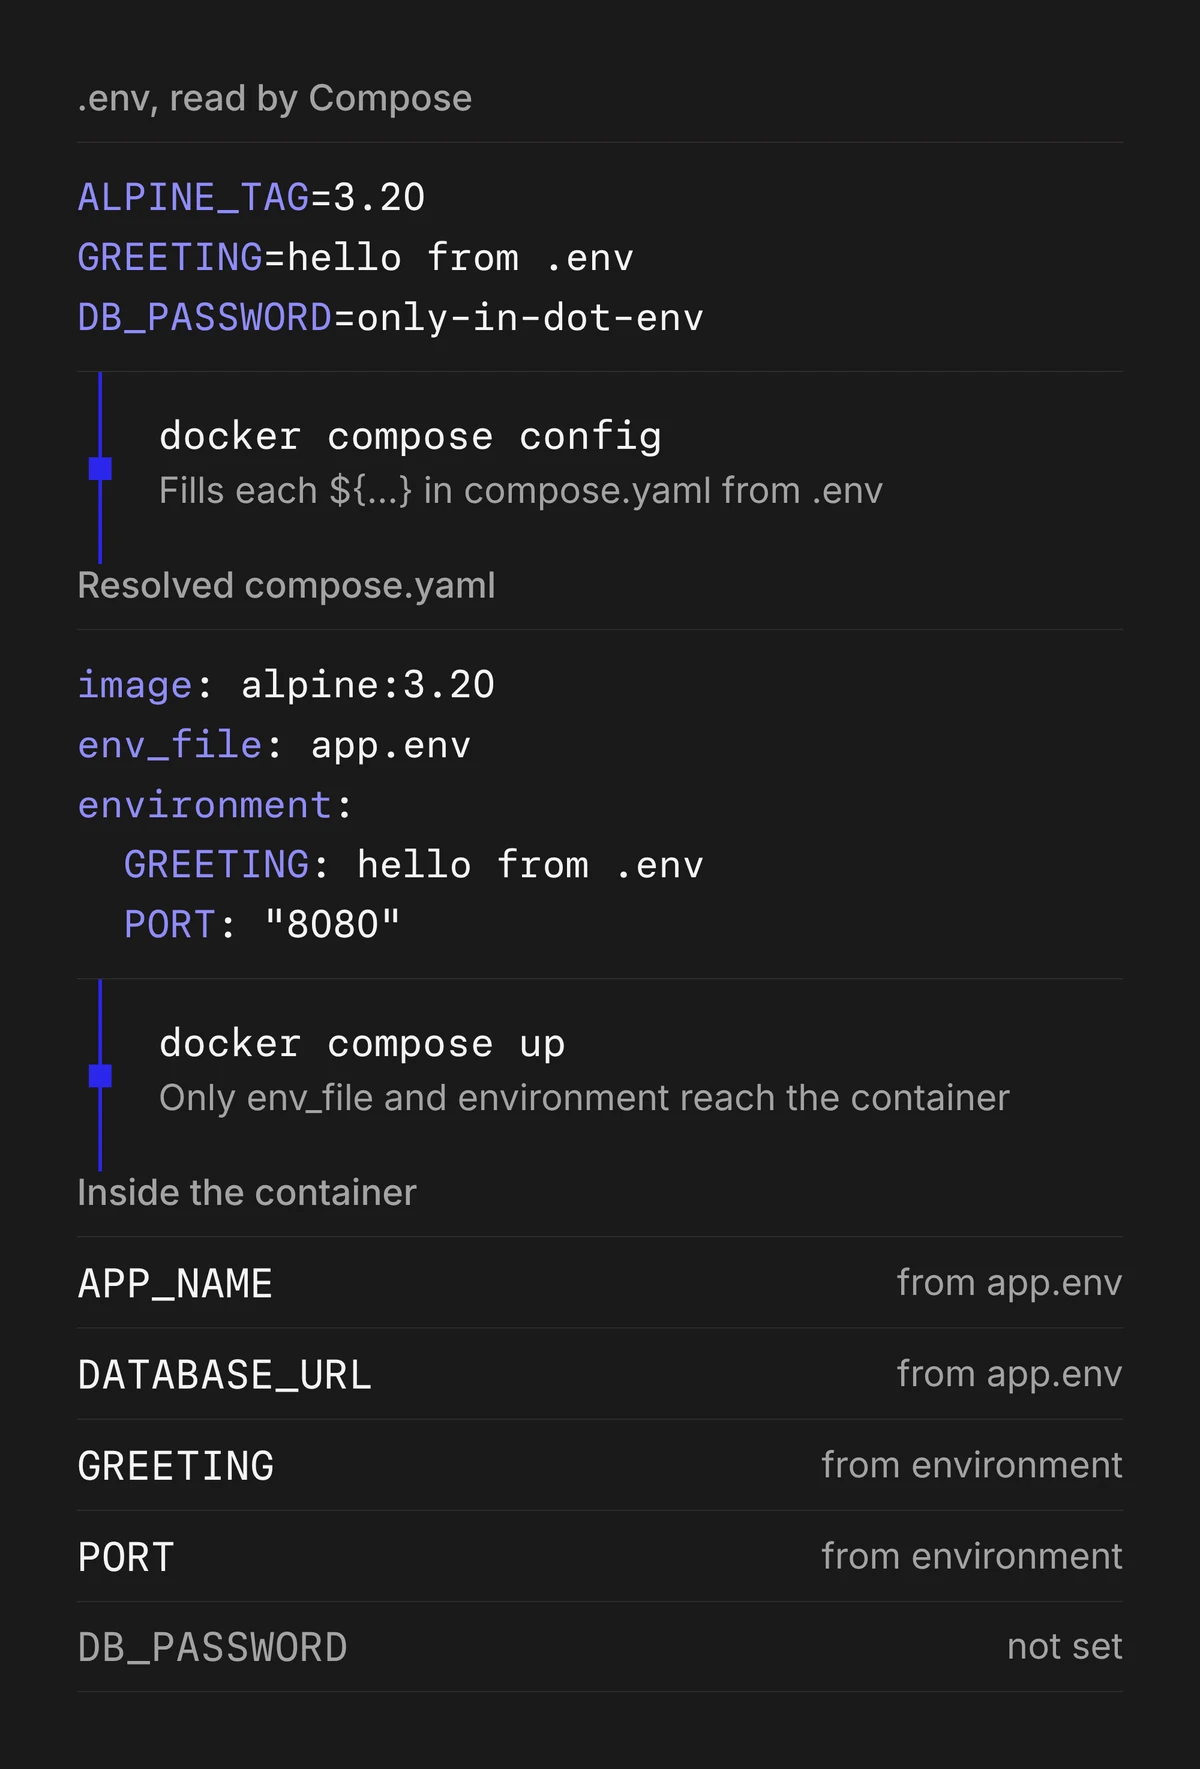 .env, read by Compose
ALPINE_TAG=3.20
GREETING=hello from .env
DB_PASSWORD=only-in-dot-env
docker compose config
Fills each ${...} in compose.yaml from .env
Resolved compose.yaml
image: alpine:3.20
env_file: app.env
environment:
  GREETING: hello from .env
  PORT: "8080"
docker compose up
Only env_file and environment reach the container
Inside the container
APP_NAME from app.env
DATABASE_URL from app.env
GREETING from environment
PORT from environment
DB_PASSWORD not set